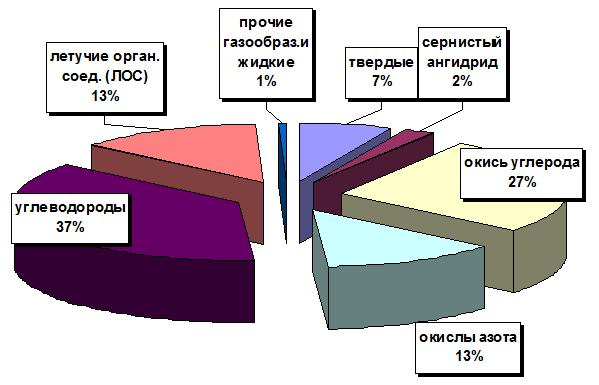 прочие
газообраз.и
жидкие
1%
сернистый
ангидрид
2%
летучие орган.
соед. (ЛОС)
13%
твердые
7%
окись углерода
27%
углеводороды
37%
окислы азота
13%